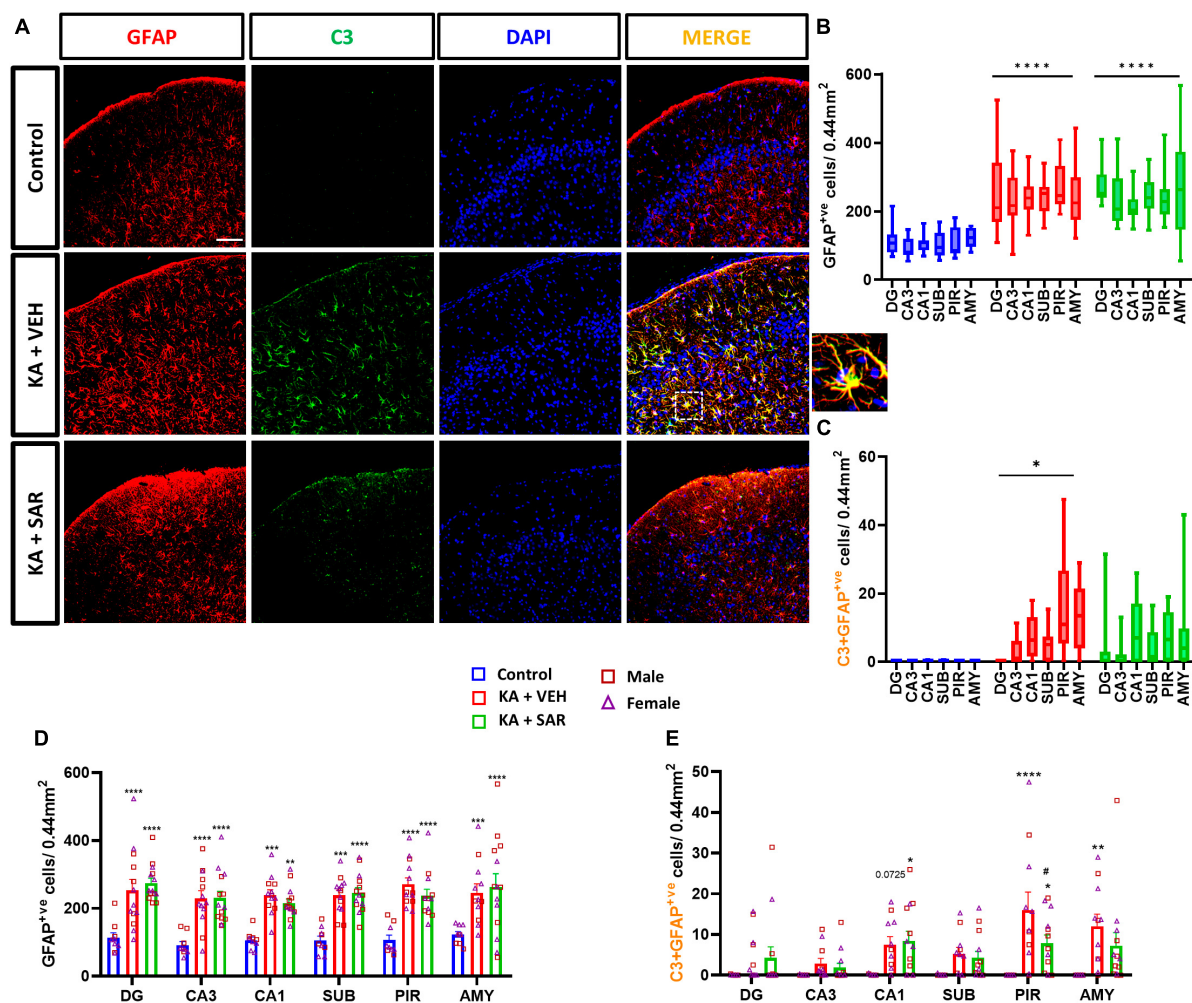 A
GFAP C3 DAPI MERGE
Control
KA + VEH
KA + SAR
B
GFAP+ve cells/ 0.44mm2
600
400
200
0
**** ****
DG CA3 CA1 SUB PIR AMY DG CA3 CA1 SUB PIR AMY DG CA3 CA1 SUB PIR AMY
C
C3+GFAP+ve cells/ 0.44mm2
60
40
20
0
*
DG CA3 CA1 SUB PIR AMY DG CA3 CA1 SUB PIR AMY DG CA3 CA1 SUB PIR AMY
Control Male
KA + VEH Female
KA + SAR
D
GFAP+ve cells/ 0.44mm2
600
400
200
0
**** **** **** **** *** ** *** **** **** **** *** ****
DG CA3 CA1 SUB PIR AMY
E
C3+GFAP+ve cells/ 0.44mm2
50
40
30
20
10
0
0.0725 * **** # * **
DG CA3 CA1 SUB PIR AMY